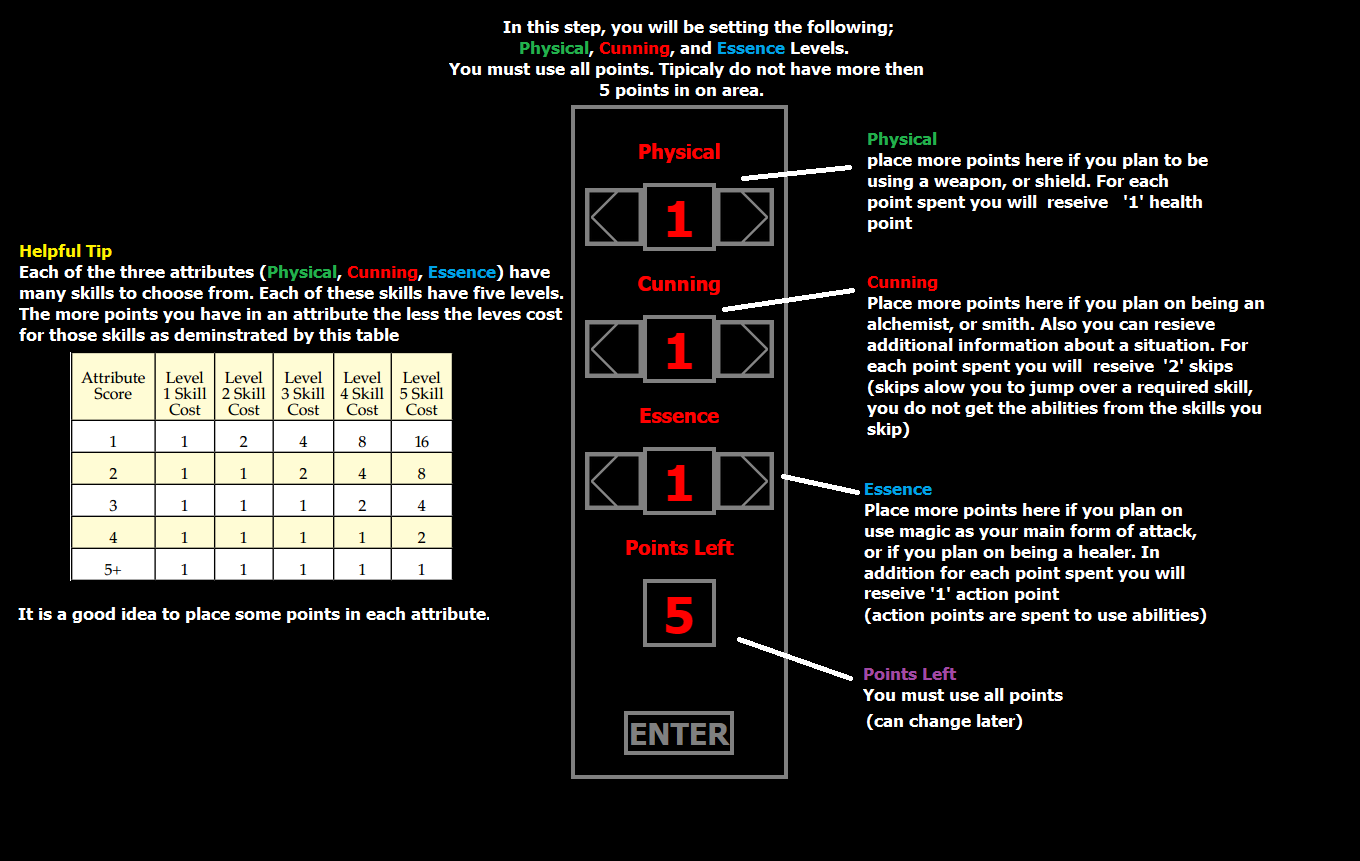 In this step, you will be setting the following;
Physical, Cunning, and Essence Levels.
You must use all points. Tipicaly do not have more then
5 points in on area.
Physical
1
Cunning
1
Essence
1
Points Left
5
ENTER
Helpful Tip
Each of the three attributes (Physical, Cunning, Essence) have
many skills to choose from. Each of these skills have five levels.
The more points you have in an attribute the less the leves cost
for those skills as deminstrated by this table
Attribute Score Level 1 Skill Cost Level 2 Skill Cost Level 3 Skill Cost Level 4 Skill Cost Level 5 Skill Cost
1 1 2 4 8 16
2 1 1 2 4 8
3 1 1 1 2 4
4 1 1 1 1 2
5+ 1 1 1 1 1
It is a good idea to place some points in each attribute.
Physical
place more points here if you plan to be
using a weapon, or shield. For each
point spent you will reseive '1' health
point
Cunning
Place more points here if you plan on being an
alchemist, or smith. Also you can resieve
additional information about a situation. For
each point spent you will reseive '2' skips
(skips alow you to jump over a required skill,
you do not get the abilities from the skills you
skip)
Essence
Place more points here if you plan on
use magic as your main form of attack,
or if you plan on being a healer. In
addition for each point spent you will
reseive '1' action point
(action points are spent to use abilities)
Points Left
You must use all points
(can change later)